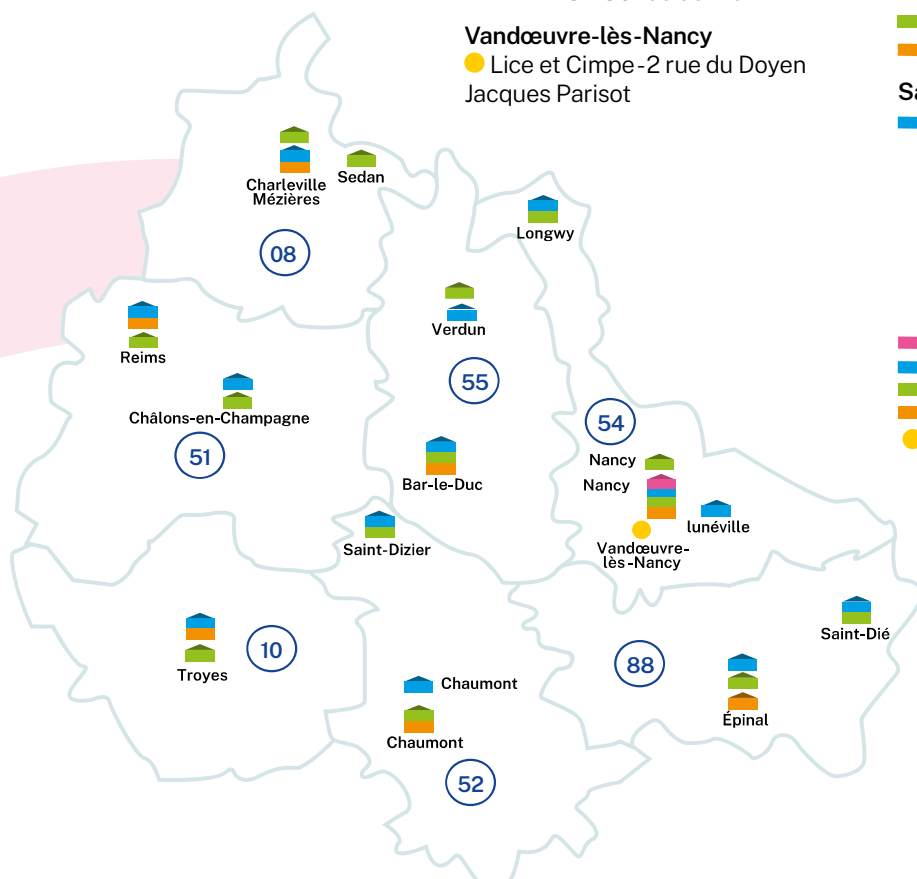 Vandœuvre-lès-Nancy
Lice et Cimpe - 2 rue du Doyen
Jacques Parisot
Sa
Charleville
Mézières
Sedan
Longwy
08
Reims
Verdun
Châlons-en-Champagne
55
51
54
Bar-le-Duc
Nancy
Nancy
lunéville
Saint-Dizier
Vandœuvre-
lès-Nancy
Saint-Dié
10
Troyes
88
Chaumont
Épinal
Chaumont
52